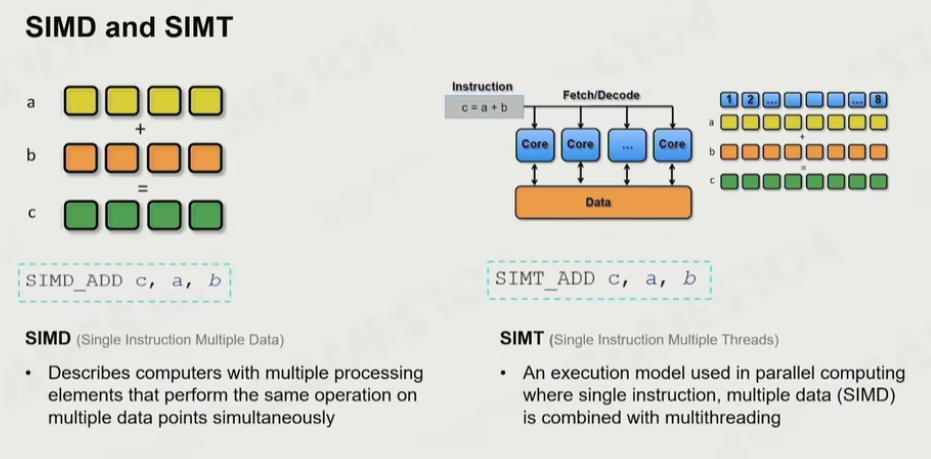 SIMD and SIMT
a
+
b
=
c
SIMD_ADD c, a, b
SIMD (Single Instruction Multiple Data)
• Describes computers with multiple processing
elements that perform the same operation on
multiple data points simultaneously
Instruction
c = a + b
Fetch/Decode
Core Core ... Core
Data
1 2 ... ... 8
a
+
b
=
c
SIMT_ADD c, a, b
SIMT (Single Instruction Multiple Threads)
• An execution model used in parallel computing
where single instruction, multiple data (SIMD)
is combined with multithreading